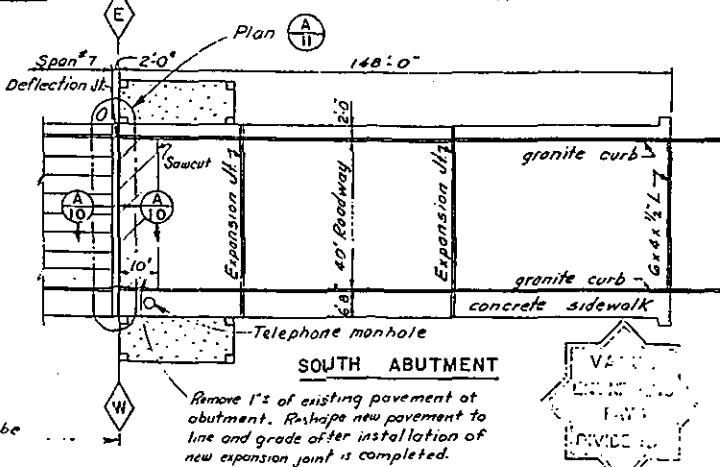 E
Plan A 11
Span #7
2'-0"
148'-0"
Deflection Jt.
2'-0"
Sawcut
granite curb
A 10
A 10
Expansion Jt.
40' Roadway
Expansion Jt.
6x4x ½" L
10'
granite curb
6'8"
concrete sidewalk
Telephone manhole
SOUTH ABUTMENT
W
Remove 1"± of existing pavement at
abutment. Reshape new pavement to
line and grade after installation of
new expansion joint is completed.
be